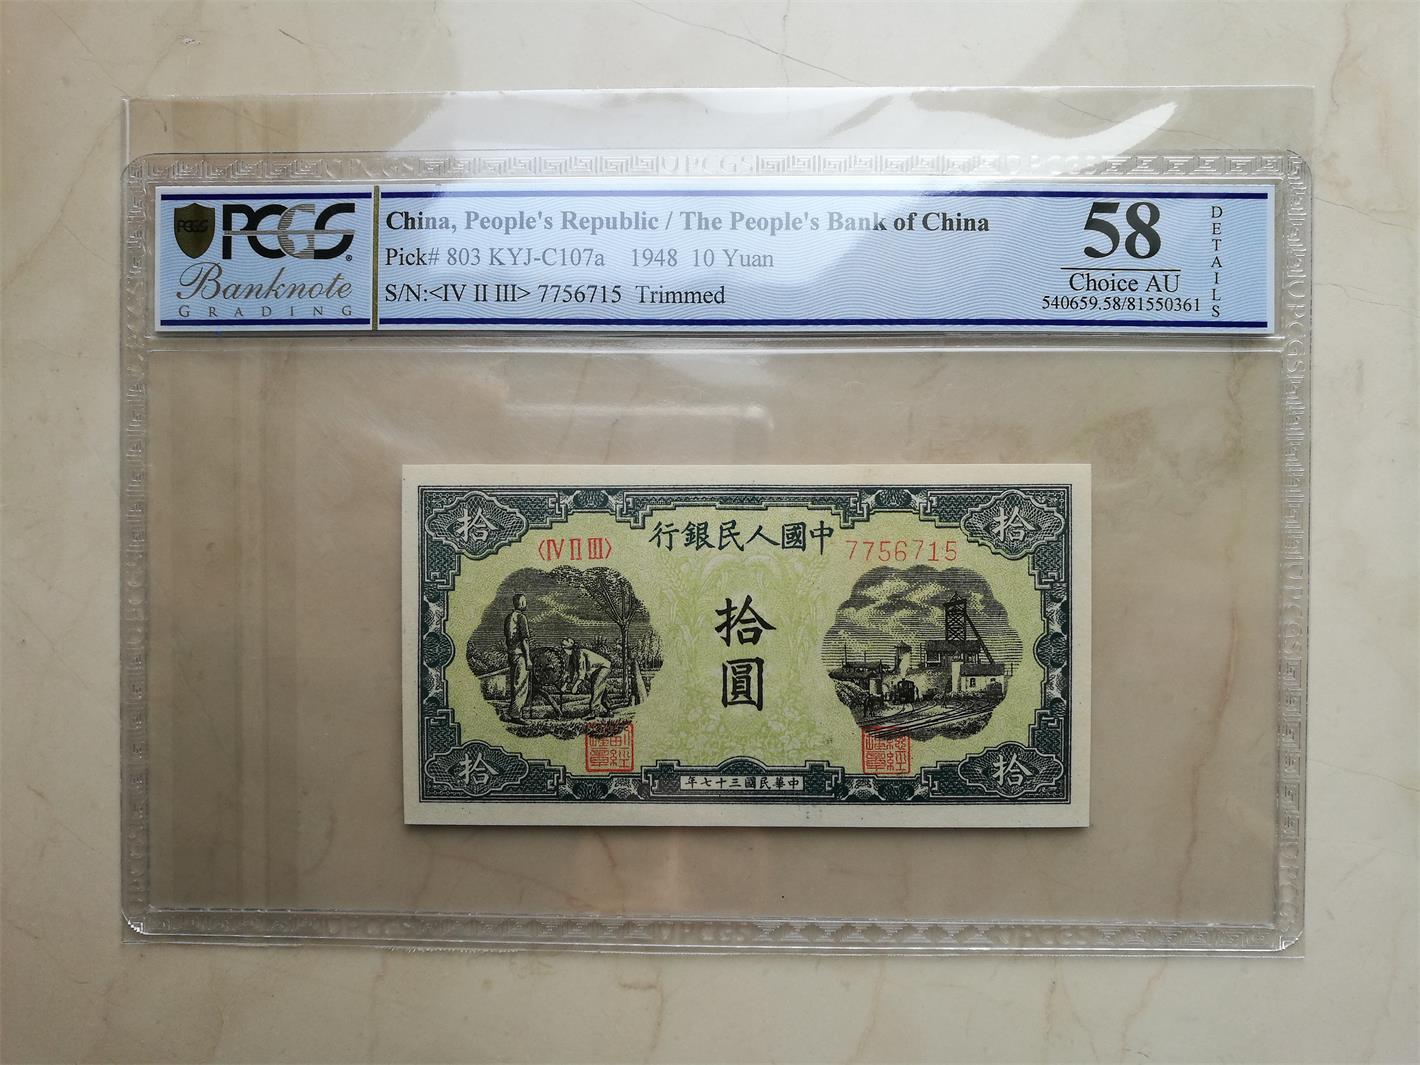 PCGS
Banknote
GRADING
China, People's Republic / The People's Bank of China
Pick# 803 KYJ-C107a 1948 10 Yuan
S/N:<IV II III> 7756715 Trimmed
58
Choice AU
540659.58/81550361
DETAILS
拾
拾
行銀民人國中
〈IV II III〉
7756715
拾
圓
拾
拾
年七十三國民華中